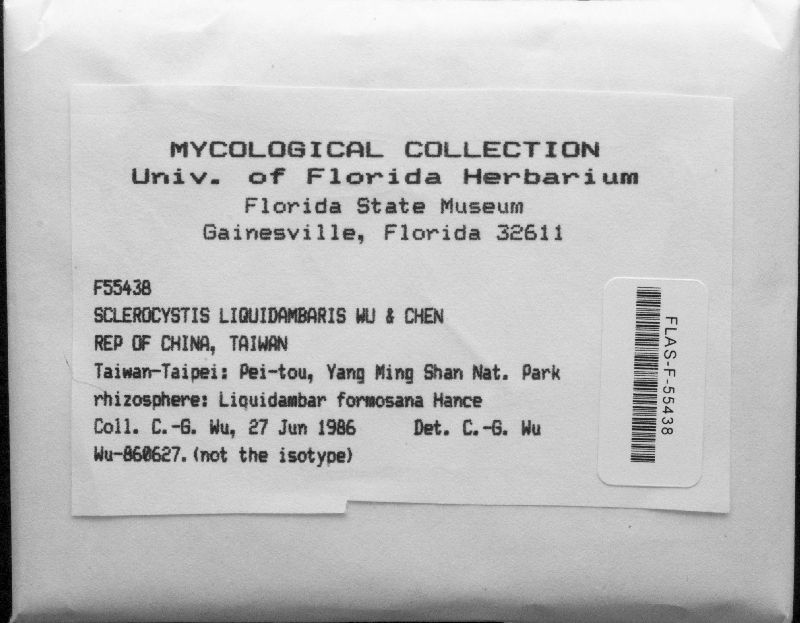 MYCOLOGICAL COLLECTION
Univ. of Florida Herbarium
Florida State Museum
Gainesville, Florida 32611
F55438
SCLEROCYSTIS LIQUIDAMBARIS WU & CHEN
REP OF CHINA, TAIWAN
Taiwan-Taipei: Pei-tou, Yang Ming Shan Nat. Park
rhizosphere: Liquidambar formosana Hance
Coll. C.-G. Wu, 27 Jun 1986 Det. C.-G. Wu
Wu-860627. (not the isotype)
FLAS-F-55438